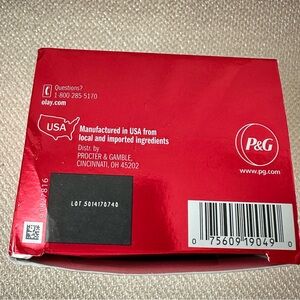 Questions?
1 800 285-5170
olay.com
USA
Manufactured in USA from
local and imported ingredients
Distr. by
PROCTER & GAMBLE,
CINCINNATI, OH 45202
P&G
www.pg.com
LOT 5014170748
0 75609 19049 0